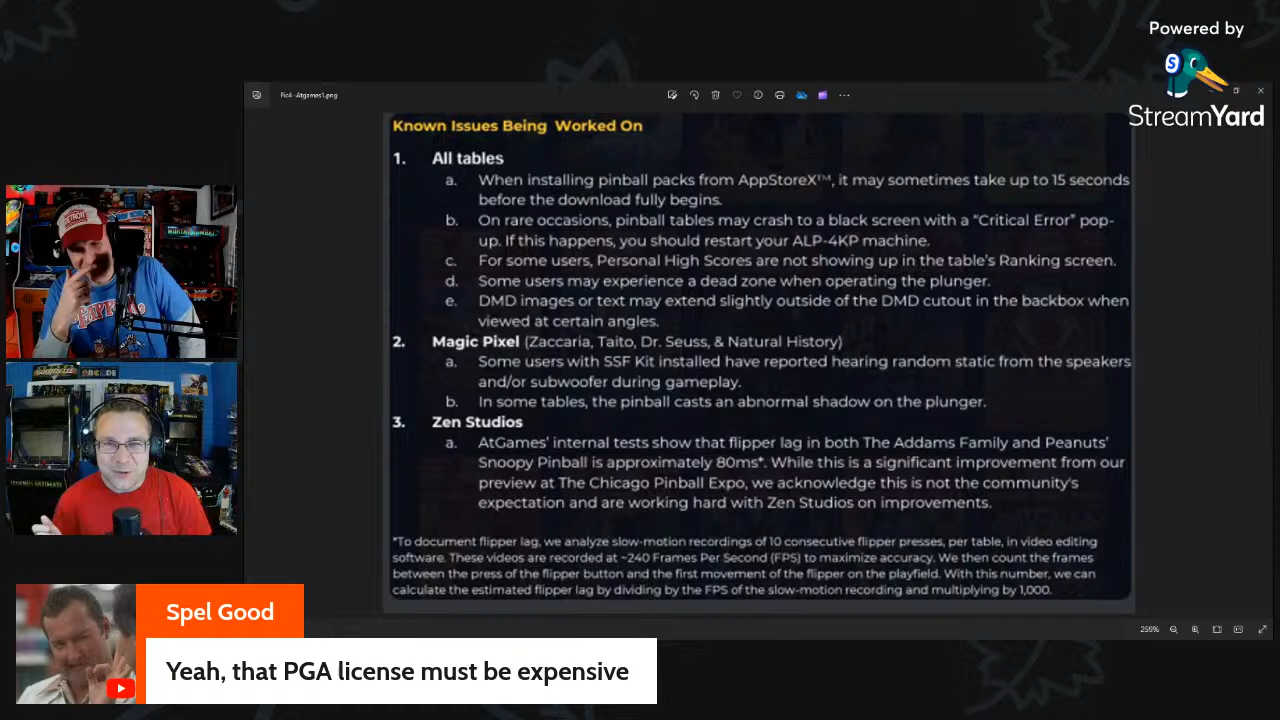 Powered by
StreamYard
Pic4 -Atgames1.png
Known Issues Being Worked On
1. All tables
a. When installing pinball packs from AppStoreX™, it may sometimes take up to 15 seconds
before the download fully begins.
b. On rare occasions, pinball tables may crash to a black screen with a “Critical Error” pop-
up. If this happens, you should restart your ALP-4KP machine.
c. For some users, Personal High Scores are not showing up in the table’s Ranking screen.
d. Some users may experience a dead zone when operating the plunger.
e. DMD images or text may extend slightly outside of the DMD cutout in the backbox when
viewed at certain angles.
2. Magic Pixel (Zaccaria, Taito, Dr. Seuss, & Natural History)
a. Some users with SSF Kit installed have reported hearing random static from the speakers
and/or subwoofer during gameplay.
b. In some tables, the pinball casts an abnormal shadow on the plunger.
3. Zen Studios
a. AtGames’ internal tests show that flipper lag in both The Addams Family and Peanuts’
Snoopy Pinball is approximately 80ms*. While this is a significant improvement from our
preview at The Chicago Pinball Expo, we acknowledge this is not the community’s
expectation and are working hard with Zen Studios on improvements.
*To document flipper lag, we analyze slow-motion recordings of 10 consecutive flipper presses, per table, in video editing
software. These videos are recorded at ~240 Frames Per Second (FPS) to maximize accuracy. We then count the frames
between the press of the flipper button and the first movement of the flipper on the playfield. With this number, we can
calculate the estimated flipper lag by dividing by the FPS of the slow-motion recording and multiplying by 1,000.
259%
DETROIT
ARCADE
Spel Good
Yeah, that PGA license must be expensive